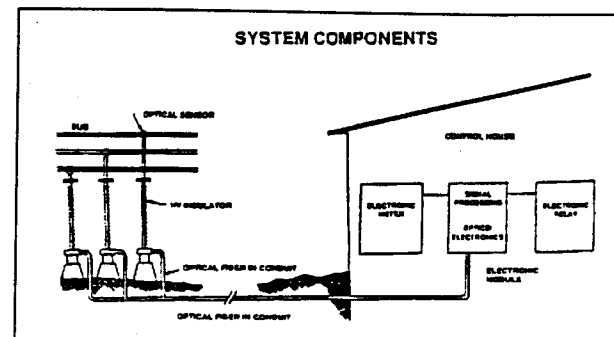 SYSTEM COMPONENTS
OPTICAL SENSOR
BUS
CONTROL HOUSE
HV INSULATOR
ELECTRONIC
METER
SIGNAL
PROCESSING
OPTICS/
ELECTRONICS
ELECTRONIC
RELAY
OPTICAL FIBER IN CONDUIT
ELECTRONIC
MODULE
OPTICAL FIBER IN CONDUIT